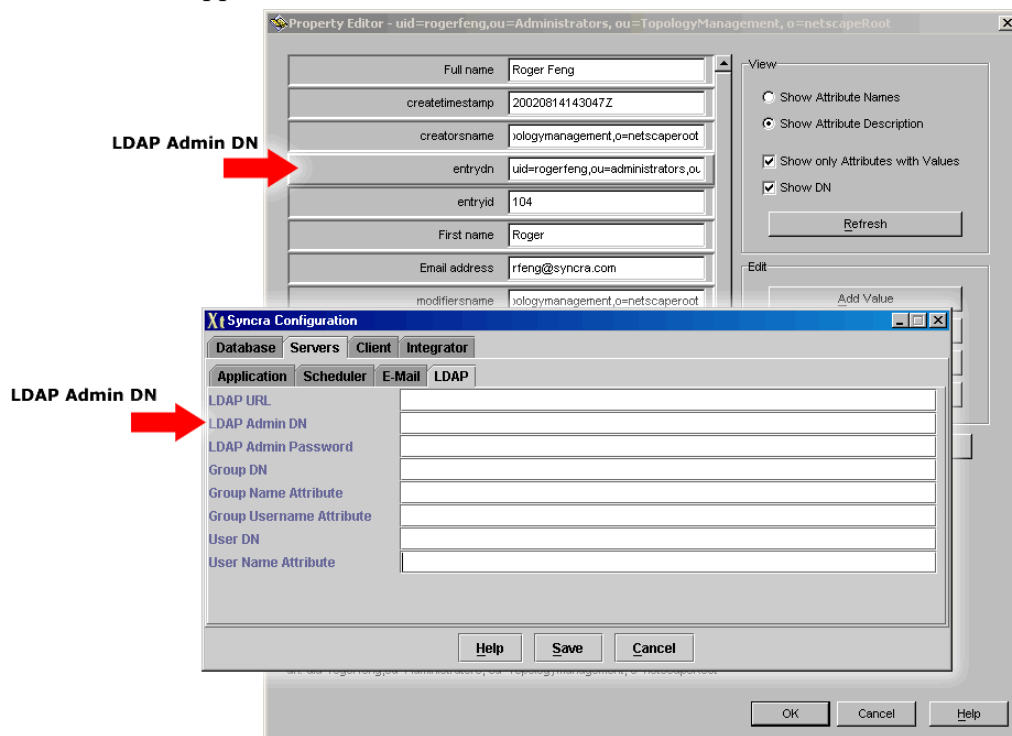 Property Editor - uid=rogerfeng,ou=Administrators, ou=TopologyManagement, o=netscapeRoot
Full name Roger Feng
createtimestamp 20020814143047Z
creatorsname ologymanagement,o=netscaperoot
LDAP Admin DN
entrydn uid=rogerfeng,ou=administrators,ou
entryid 104
First name Roger
Email address rfeng@syncra.com
modifiersname ologymanagement,o=netscaperoot
View
Show Attribute Names
Show Attribute Description
Show only Attributes with Values
Show DN
Refresh
Edit
Add Value
Syncra Configuration
Database Servers Client Integrator
Application Scheduler E-Mail LDAP
LDAP URL
LDAP Admin DN
LDAP Admin DN
LDAP Admin Password
Group DN
Group Name Attribute
Group Username Attribute
User DN
User Name Attribute
Help Save Cancel
OK Cancel Help